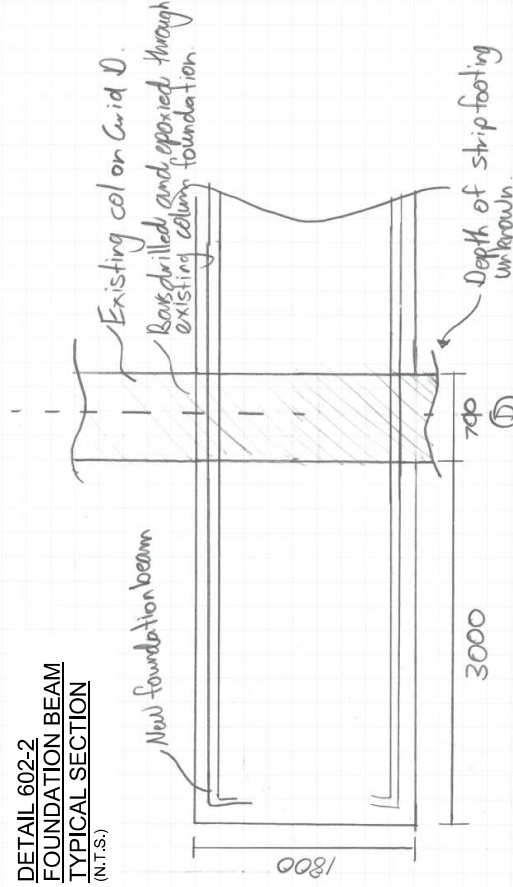 DETAIL 602-2
FOUNDATION BEAM
TYPICAL SECTION
(N.T.S.)
Existing col on Grid D.
Bars drilled and epoxied through
existing column foundation.
New foundation beam
1800
Depth of strip footing
unknown.
3000
700
D